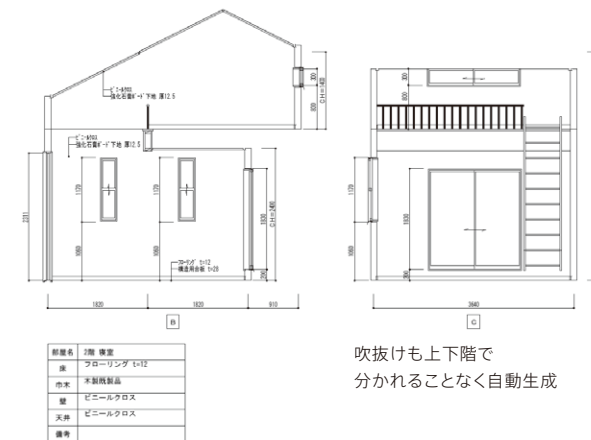 ビニールクロス
強化石膏ボード下地 厚12.5
ビニールクロス
強化石膏ボード下地 厚12.5
300
800
CH=1400
2331
1170
1060
1170
1060
1830
200
CH=2400
フローリング t=12
構造用合板 t=28
1820
1820
910
B
300
800
1170
1060
1830
200
3640
C
部屋名 2階 寝室
床 フローリング t=12
巾木 木製既製品
壁 ビニールクロス
天井 ビニールクロス
備考
吹抜けも上下階で
分かれることなく自動生成